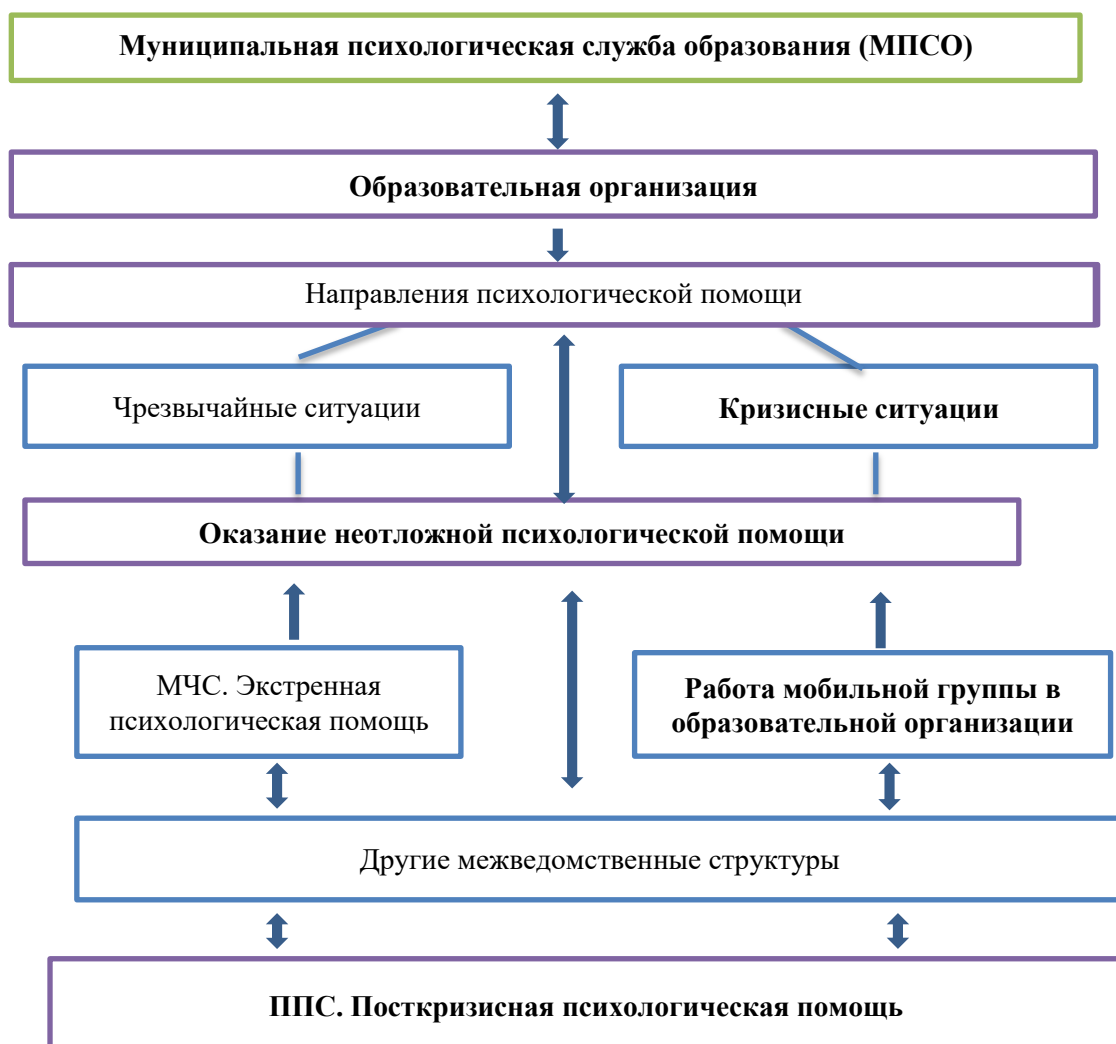 Муниципальная психологическая служба образования (МПСО)
Образовательная организация
Направления психологической помощи
Чрезвычайные ситуации
Кризисные ситуации
Оказание неотложной психологической помощи
МЧС. Экстренная
психологическая помощь
Работа мобильной группы в
образовательной организации
Другие межведомственные структуры
ППС. Посткризисная психологическая помощь